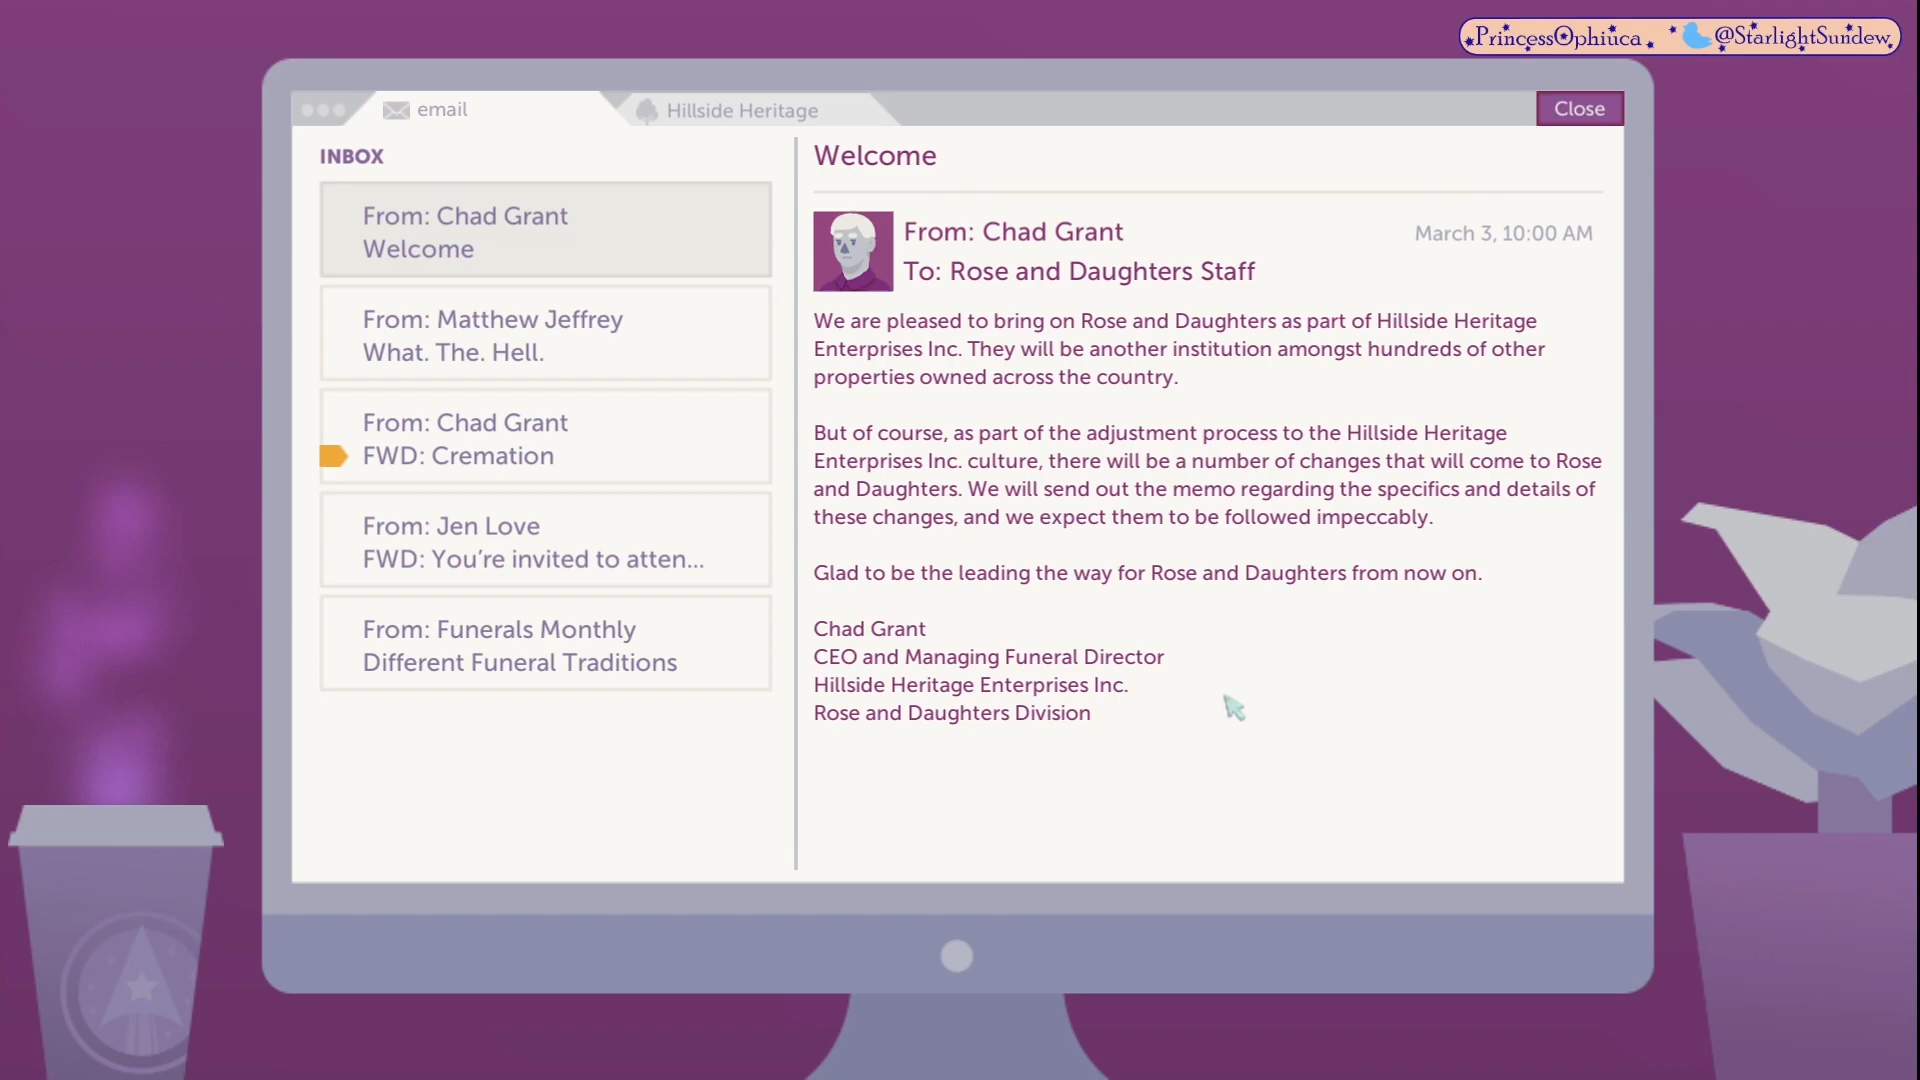 PrincessOphiuca
@StarlightSundew
email
Hillside Heritage
Close
INBOX
From: Chad Grant
Welcome
From: Matthew Jeffrey
What. The. Hell.
From: Chad Grant
FWD: Cremation
From: Jen Love
FWD: You're invited to atten...
From: Funerals Monthly
Different Funeral Traditions
Welcome
From: Chad Grant
March 3, 10:00 AM
To: Rose and Daughters Staff
We are pleased to bring on Rose and Daughters as part of Hillside Heritage
Enterprises Inc. They will be another institution amongst hundreds of other
properties owned across the country.
But of course, as part of the adjustment process to the Hillside Heritage
Enterprises Inc. culture, there will be a number of changes that will come to Rose
and Daughters. We will send out the memo regarding the specifics and details of
these changes, and we expect them to be followed impeccably.
Glad to be the leading the way for Rose and Daughters from now on.
Chad Grant
CEO and Managing Funeral Director
Hillside Heritage Enterprises Inc.
Rose and Daughters Division